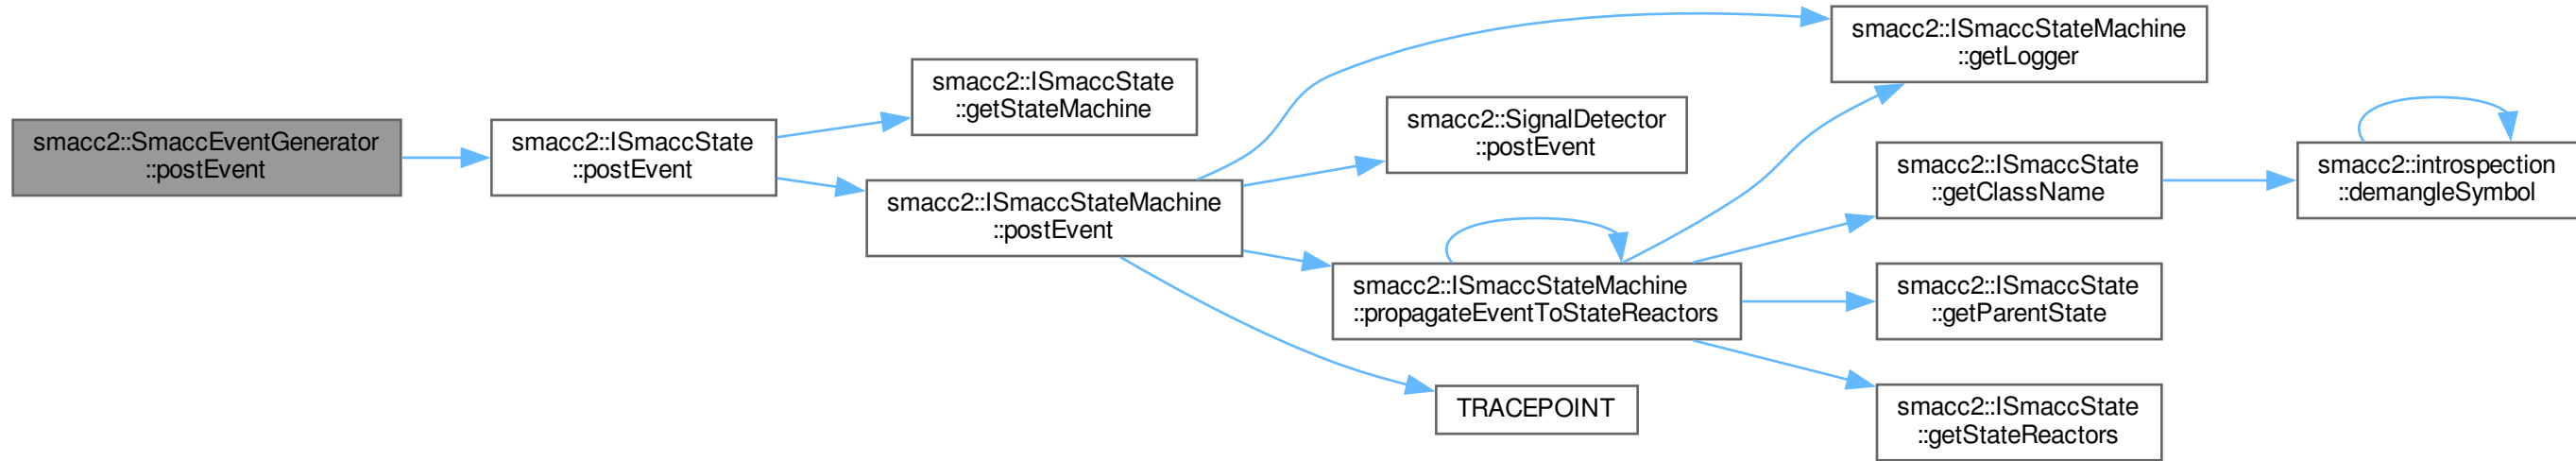 smacc2::SmaccEventGenerator
::postEvent
smacc2::ISmaccState
::postEvent
smacc2::ISmaccState
::getStateMachine
smacc2::ISmaccStateMachine
::postEvent
smacc2::ISmaccStateMachine
::getLogger
smacc2::SignalDetector
::postEvent
smacc2::ISmaccStateMachine
::propagateEventToStateReactors
TRACEPOINT
smacc2::ISmaccState
::getClassName
smacc2::introspection
::demangleSymbol
smacc2::ISmaccState
::getParentState
smacc2::ISmaccState
::getStateReactors